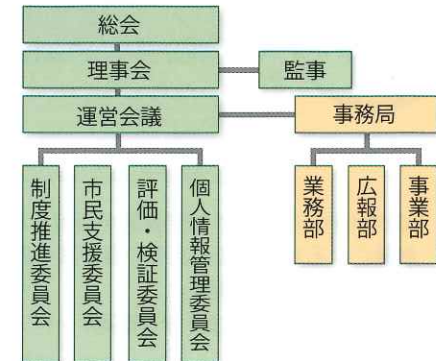 総会
理事会
監事
運営会議
事務局
制度推進委員会
市民支援委員会
評価・検証委員会
個人情報管理委員会
業務部
広報部
事業部